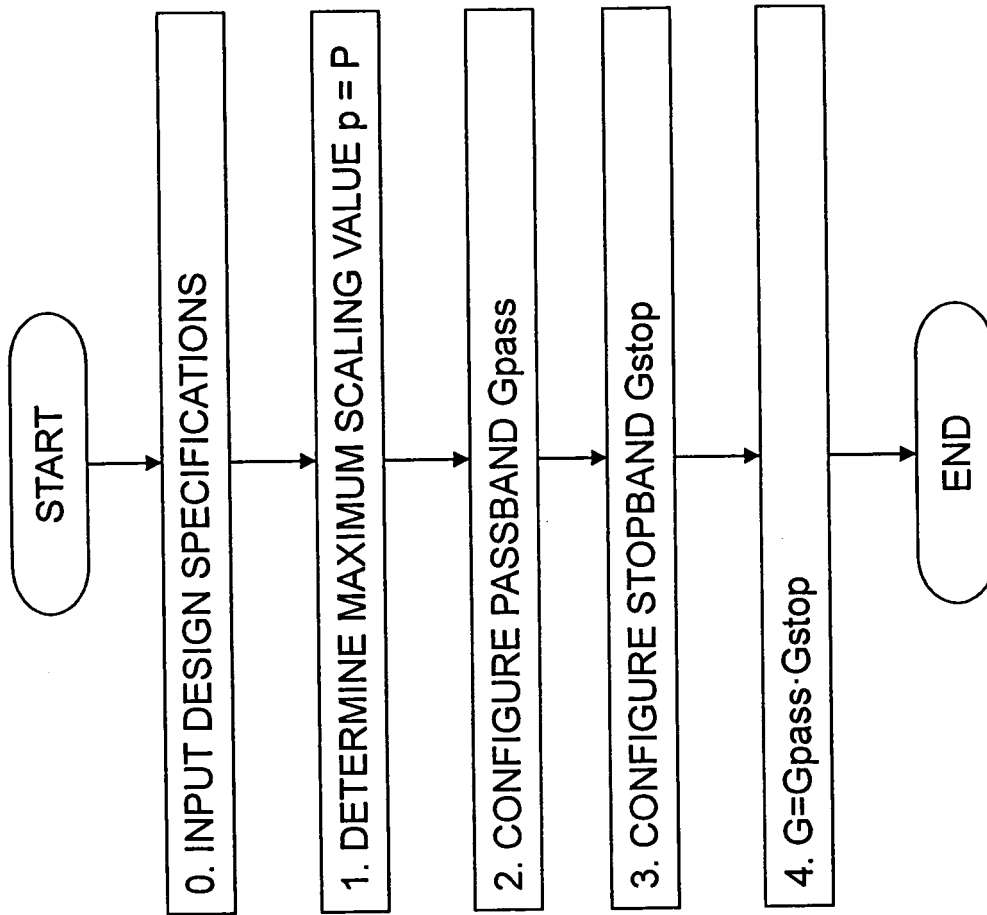 START
0. INPUT DESIGN SPECIFICATIONS
1. DETERMINE MAXIMUM SCALING VALUE p = P
2. CONFIGURE PASSBAND Gpass
3. CONFIGURE STOPBAND Gstop
4. G=Gpass·Gstop
END